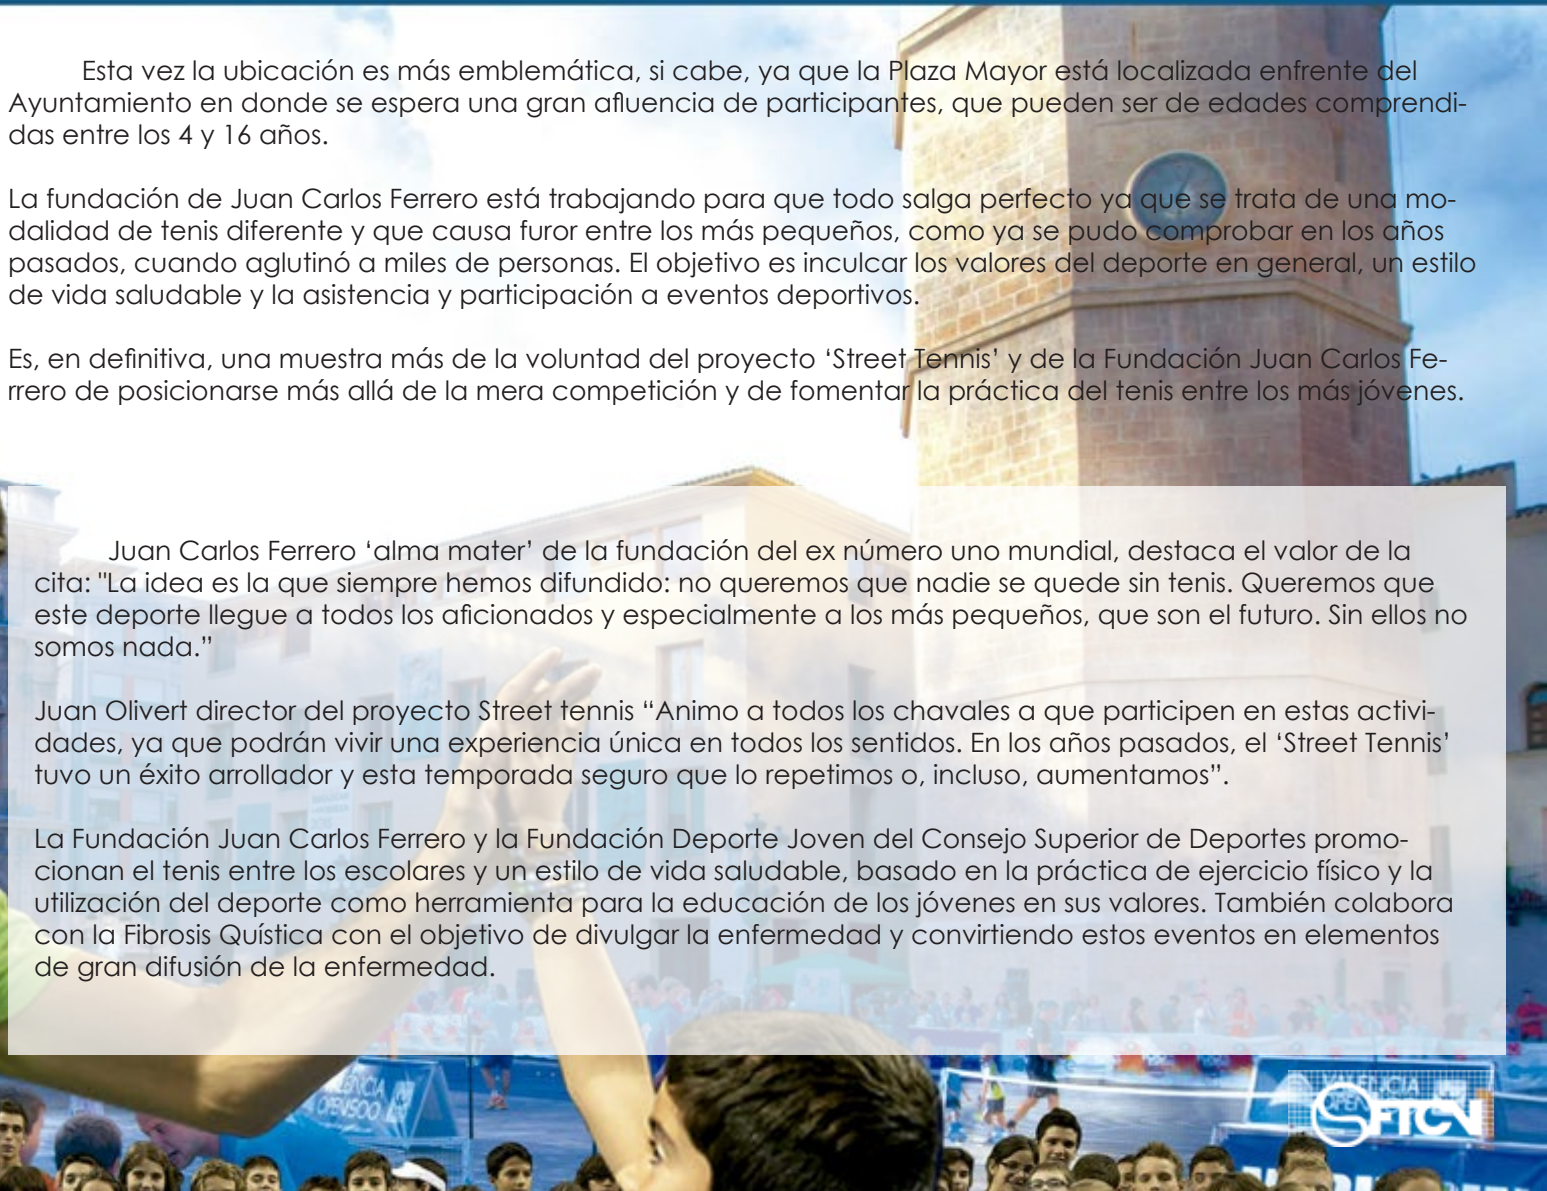 Esta vez la ubicación es más emblemática, si cabe, ya que la Plaza Mayor está localizada enfrente del
Ayuntamiento en donde se espera una gran afluencia de participantes, que pueden ser de edades comprendi-
das entre los 4 y 16 años.
La fundación de Juan Carlos Ferrero está trabajando para que todo salga perfecto ya que se trata de una mo-
dalidad de tenis diferente y que causa furor entre los más pequeños, como ya se pudo comprobar en los años
pasados, cuando aglutinó a miles de personas. El objetivo es inculcar los valores del deporte en general, un estilo
de vida saludable y la asistencia y participación a eventos deportivos.
Es, en definitiva, una muestra más de la voluntad del proyecto ‘Street Tennis’ y de la Fundación Juan Carlos Fe-
rrero de posicionarse más allá de la mera competición y de fomentar la práctica del tenis entre los más jóvenes.
Juan Carlos Ferrero ‘alma mater’ de la fundación del ex número uno mundial, destaca el valor de la
cita: "La idea es la que siempre hemos difundido: no queremos que nadie se quede sin tenis. Queremos que
este deporte llegue a todos los aficionados y especialmente a los más pequeños, que son el futuro. Sin ellos no
somos nada.”
Juan Olivert director del proyecto Street tennis “Animo a todos los chavales a que participen en estas activi-
dades, ya que podrán vivir una experiencia única en todos los sentidos. En los años pasados, el ‘Street Tennis’
tuvo un éxito arrollador y esta temporada seguro que lo repetimos o, incluso, aumentamos”.
La Fundación Juan Carlos Ferrero y la Fundación Deporte Joven del Consejo Superior de Deportes promo-
cionan el tenis entre los escolares y un estilo de vida saludable, basado en la práctica de ejercicio físico y la
utilización del deporte como herramienta para la educación de los jóvenes en sus valores. También colabora
con la Fibrosis Quística con el objetivo de divulgar la enfermedad y convirtiendo estos eventos en elementos
de gran difusión de la enfermedad.
VALENCIA
OPEN 500
VALENCIA
OPEN
FTCV